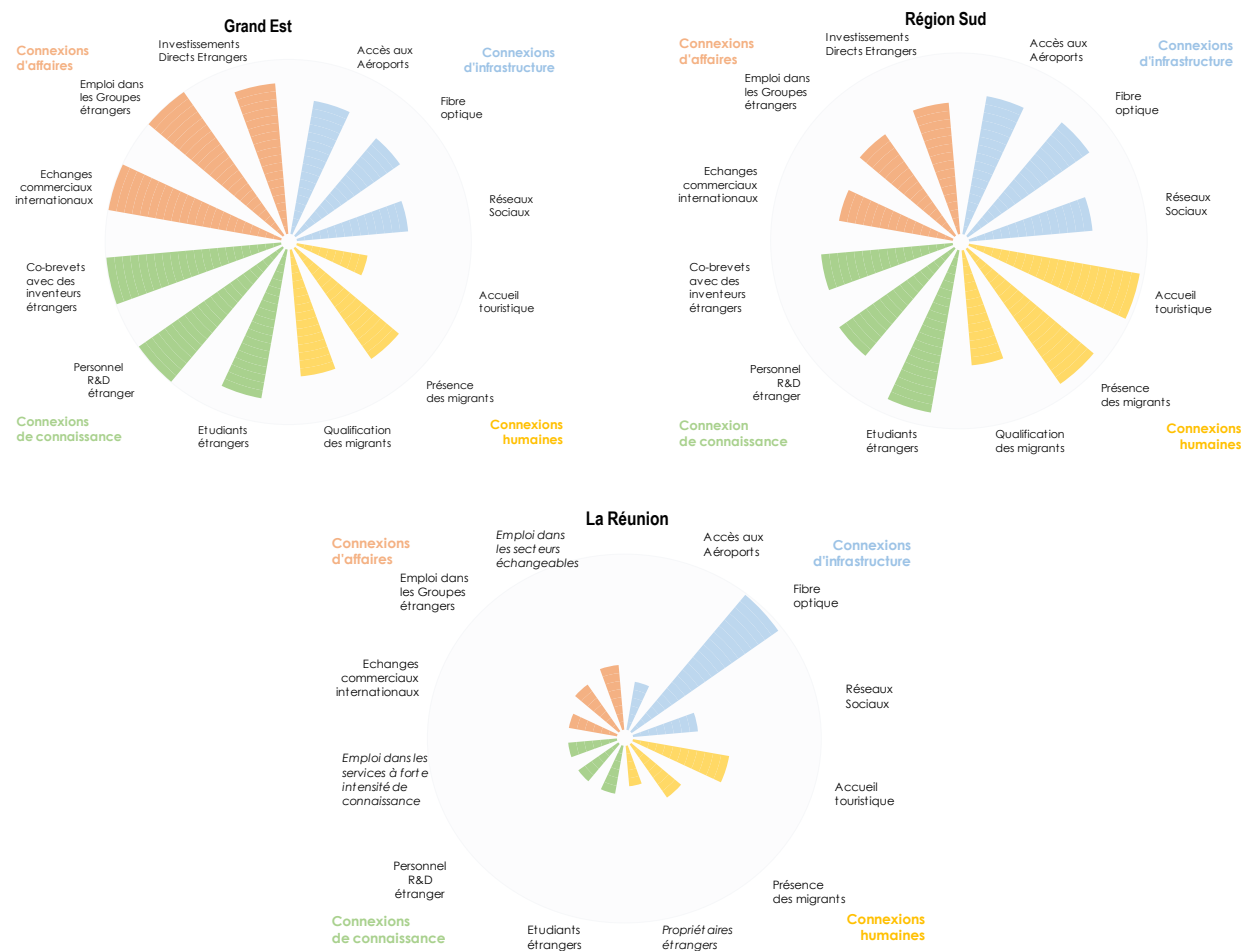 Grand Est
Connexions
d'affaires
Investissements
Directs Etrangers
Accès aux
Aéroports
Connexions
d'infrastructure
Emploi dans
les Groupes
étrangers
Fibre
optique
Echanges
commerciaux
internationaux
Réseaux
Sociaux
Co-brevets
avec des
inventeurs
étrangers
Accueil
touristique
Personnel
R&D
étranger
Présence
des migrants
Connexions
de connaissance
Etudiants
étrangers
Qualification
des migrants
Connexions
humaines
Région Sud
Connexions
d'affaires
Investissements
Directs Etrangers
Accès aux
Aéroports
Connexions
d'infrastructure
Emploi dans
les Groupes
étrangers
Fibre
optique
Echanges
commerciaux
internationaux
Réseaux
Sociaux
Co-brevets
avec des
inventeurs
étrangers
Accueil
touristique
Personnel
R&D
étranger
Présence
des migrants
Connexion
de connaissance
Etudiants
étrangers
Qualification
des migrants
Connexions
humaines
La Réunion
Connexions
d'affaires
Emploi dans
les secteurs
échangeables
Accès aux
Aéroports
Connexions
d'infrastructure
Emploi dans
les Groupes
étrangers
Fibre
optique
Echanges
commerciaux
internationaux
Réseaux
Sociaux
Emploi dans les
services à forte
intensité de
connaissance
Accueil
touristique
Personnel
R&D
étranger
Présence
des migrants
Connexions
de connaissance
Etudiants
étrangers
Propriétaires
étrangers
Connexions
humaines